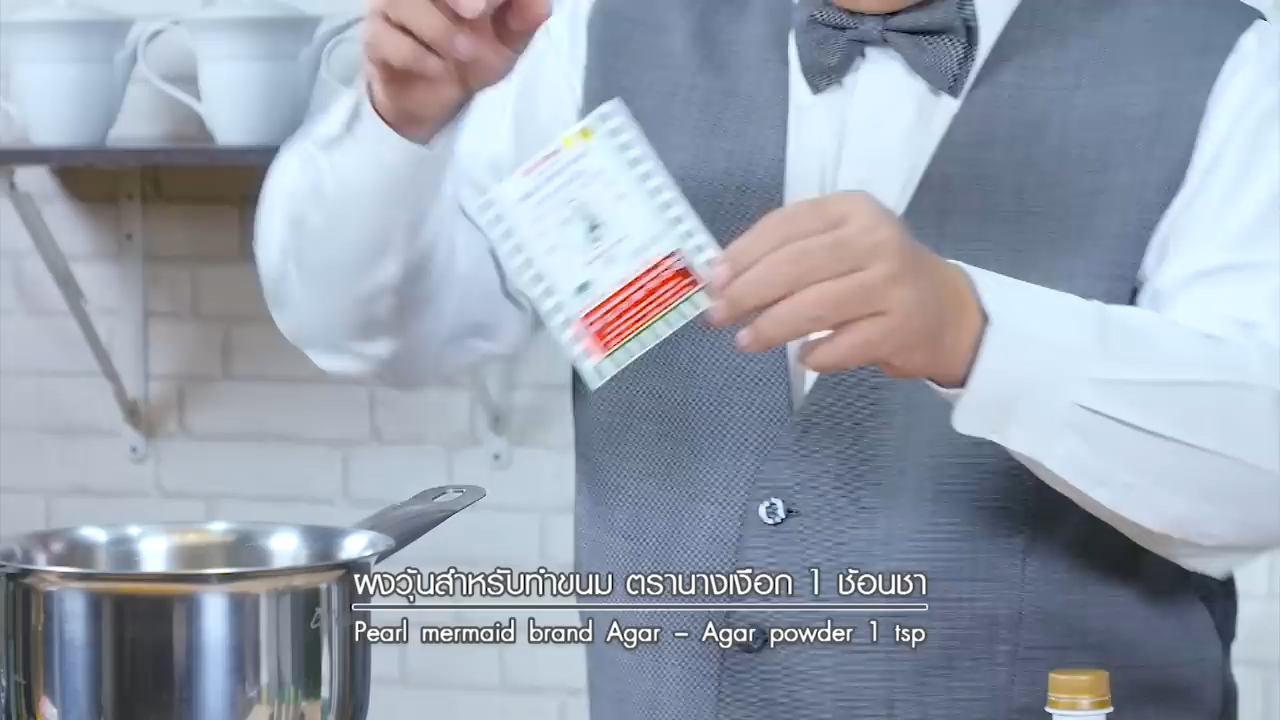 ผงวุ้นสำหรับทำขนม ตรานางเงือก 1 ช้อนชา
Pearl mermaid brand Agar – Agar powder 1 tsp